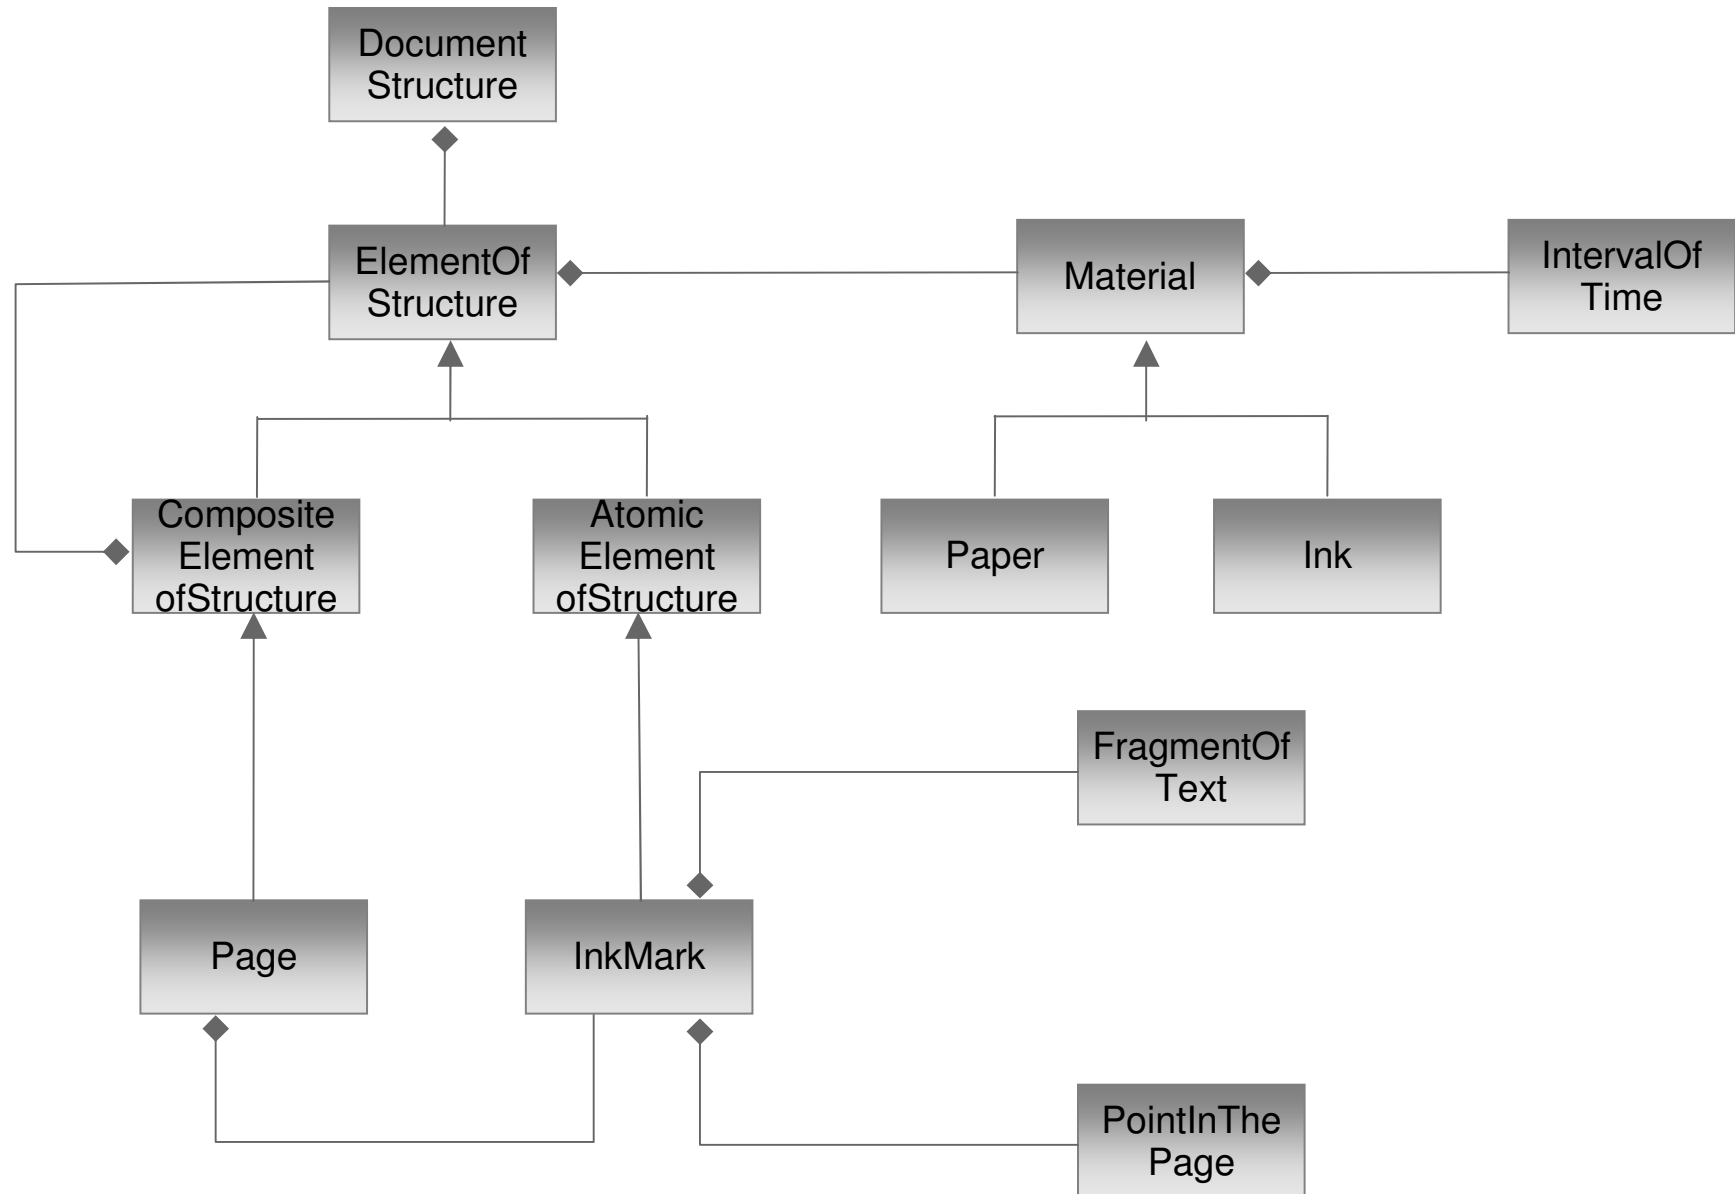 Document
Structure
ElementOf
Structure
Material
IntervalOf
Time
Composite
Element
ofStructure
Atomic
Element
ofStructure
Paper
Ink
FragmentOf
Text
Page
InkMark
PointInThe
Page